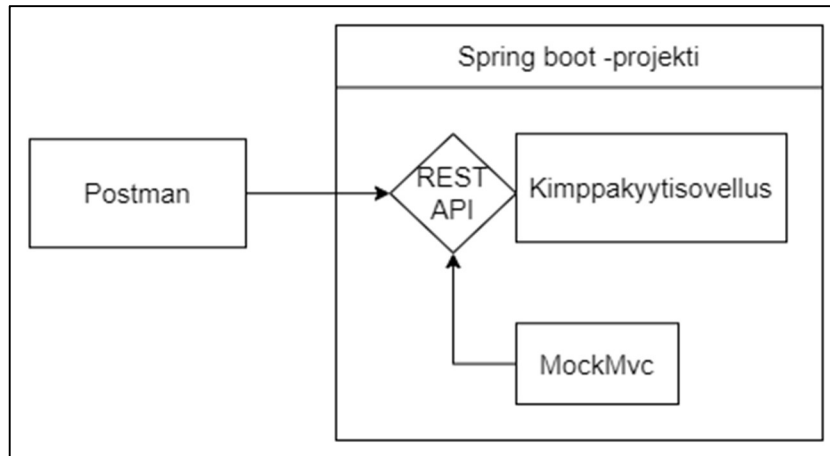 Spring boot -projekti
Postman
REST
API
Kimppakyytisovellus
MockMvc